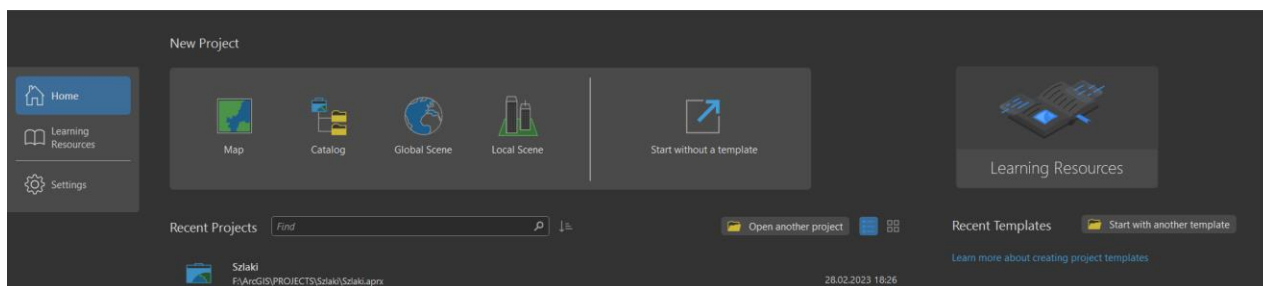 New Project
Home
Learning
Resources
Settings
Map
Catalog
Global Scene
Local Scene
Start without a template
Learning Resources
Recent Projects
Find
Open another project
Recent Templates
Start with another template
Szlaki
F:\ArcGIS\PROJECTS\Szlaki\Szlaki.aprx
28.02.2023 18:26
Learn more about creating project templates